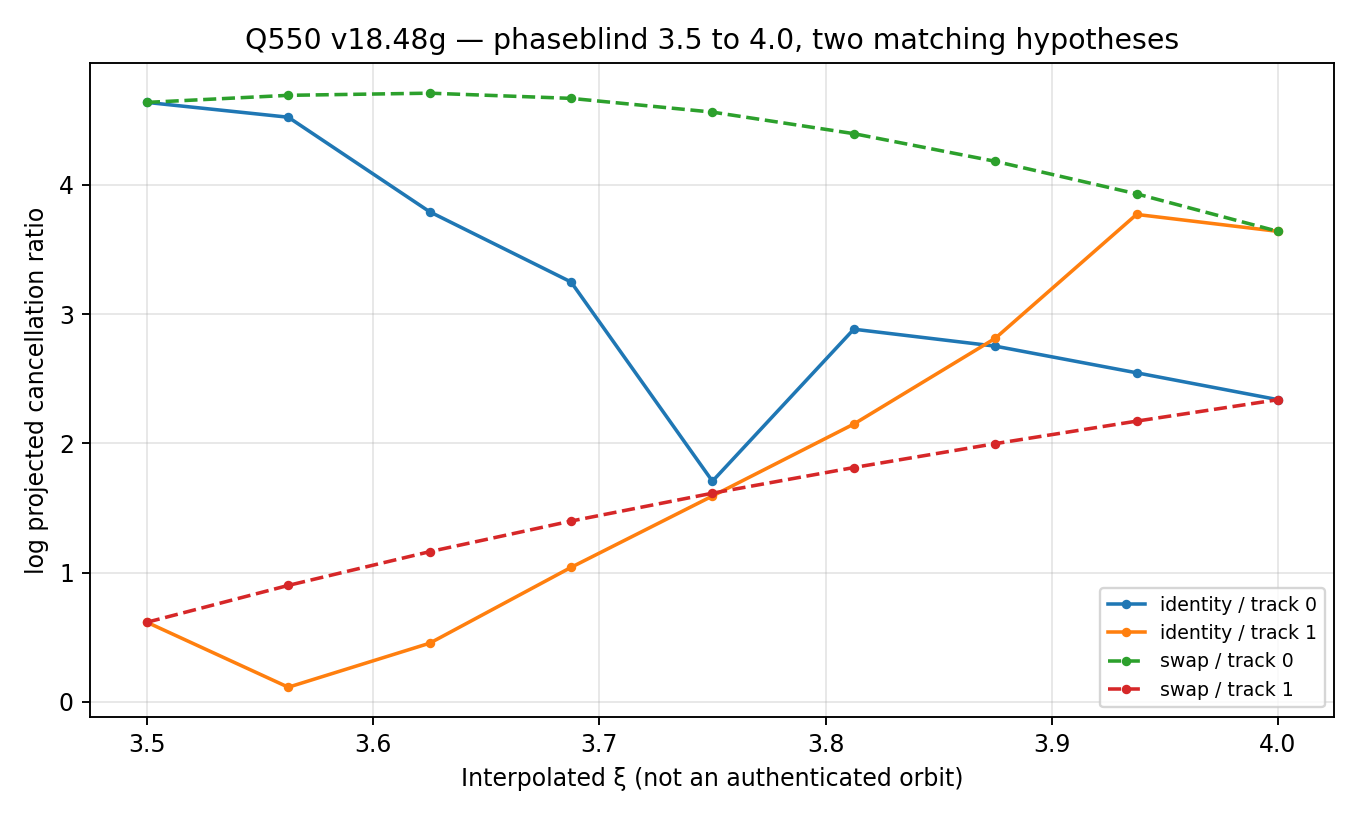 Q550 v18.48g — phaseblind 3.5 to 4.0, two matching hypotheses
log projected cancellation ratio
4
3
2
1
0
identity / track 0
identity / track 1
swap / track 0
swap / track 1
3.5 3.6 3.7 3.8 3.9 4.0
Interpolated ξ (not an authenticated orbit)